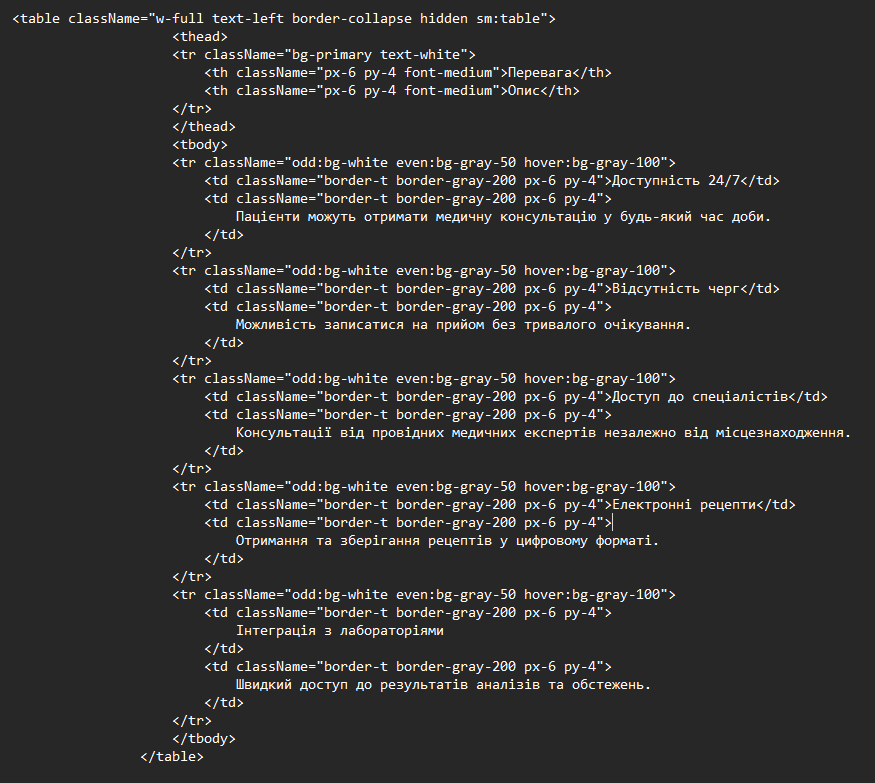 <table className="w-full text-left border-collapse hidden sm:table">
<thead>
<tr className="bg-primary text-white">
<th className="px-6 py-4 font-medium">Перевага</th>
<th className="px-6 py-4 font-medium">Опис</th>
</tr>
</thead>
<tbody>
<tr className="odd:bg-white even:bg-gray-50 hover:bg-gray-100">
<td className="border-t border-gray-200 px-6 py-4">Доступність 24/7</td>
<td className="border-t border-gray-200 px-6 py-4">
Пацієнти можуть отримати медичну консультацію у будь-який час доби.
</td>
</tr>
<tr className="odd:bg-white even:bg-gray-50 hover:bg-gray-100">
<td className="border-t border-gray-200 px-6 py-4">Відсутність черг</td>
<td className="border-t border-gray-200 px-6 py-4">
Можливість записатися на прийом без тривалого очікування.
</td>
</tr>
<tr className="odd:bg-white even:bg-gray-50 hover:bg-gray-100">
<td className="border-t border-gray-200 px-6 py-4">Доступ до спеціалістів</td>
<td className="border-t border-gray-200 px-6 py-4">
Консультації від провідних медичних експертів незалежно від місцезнаходження.
</td>
</tr>
<tr className="odd:bg-white even:bg-gray-50 hover:bg-gray-100">
<td className="border-t border-gray-200 px-6 py-4">Електронні рецепти</td>
<td className="border-t border-gray-200 px-6 py-4">
Отримання та зберігання рецептів у цифровому форматі.
</td>
</tr>
<tr className="odd:bg-white even:bg-gray-50 hover:bg-gray-100">
<td className="border-t border-gray-200 px-6 py-4">
Інтеграція з лабораторіями
</td>
<td className="border-t border-gray-200 px-6 py-4">
Швидкий доступ до результатів аналізів та обстежень.
</td>
</tr>
</tbody>
</table>